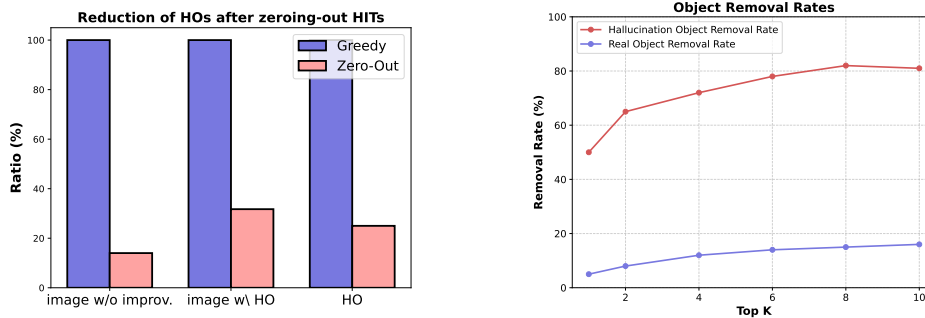 Reduction of HOs after zeroing-out HITs
Ratio (%)
100
80
60
40
20
0
Greedy
Zero-Out
image w/o improv.
image w\ HO
HO
Object Removal Rates
Removal Rate (%)
100
80
60
40
20
0
Hallucination Object Removal Rate
Real Object Removal Rate
2
4
6
8
10
Top K